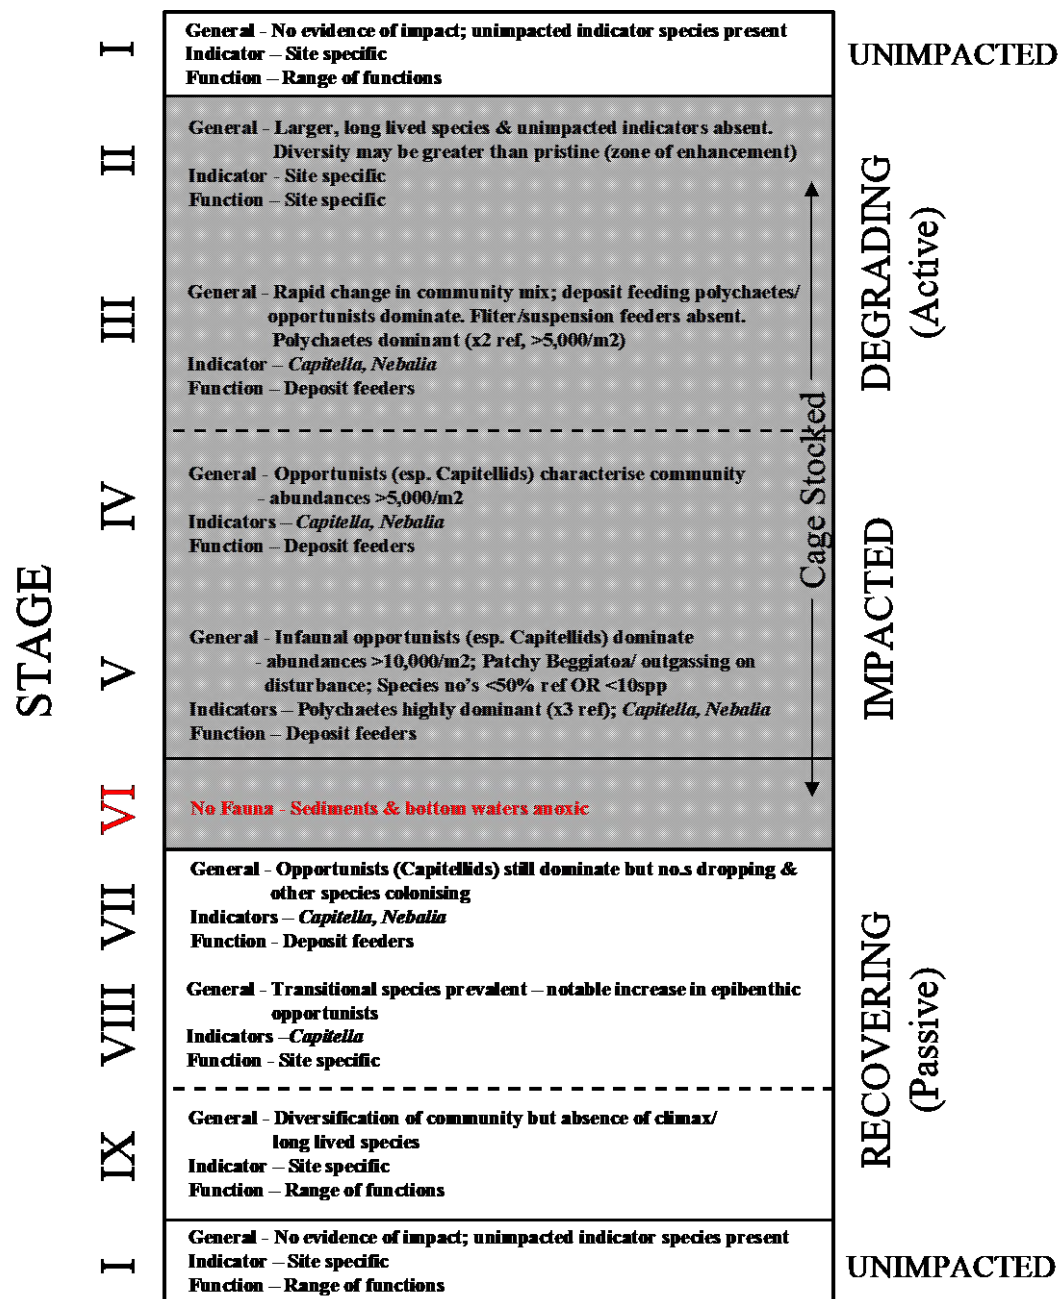 I
General - No evidence of impact; unimpacted indicator species present
Indicator – Site specific
Function – Range of functions
UNIMPACTED
II
General - Larger, long lived species & unimpacted indicators absent.
Diversity may be greater than pristine (zone of enhancement)
Indicator - Site specific
Function - Site specific
III
General - Rapid change in community mix; deposit feeding polychaetes/
opportunists dominate. Fliter/suspension feeders absent.
Polychaetes dominant (x2 ref, >5,000/m2)
Indicator – Capitella, Nebalia
Function – Deposit feeders
DEGRADING
(Active)
IV
General - Opportunists (esp. Capitellids) characterise community
- abundances >5,000/m2
Indicators – Capitella, Nebalia
Function – Deposit feeders
Cage Stocked
STAGE
V
General - Infaunal opportunists (esp. Capitellids) dominate
- abundances >10,000/m2; Patchy Beggiatoa/ outgassing on
disturbance; Species no's <50% ref OR <10spp
Indicators – Polychaetes highly dominant (x3 ref); Capitella, Nebalia
Function – Deposit feeders
IMPACTED
VI
No Fauna - Sediments & bottom waters anoxic
VII
General - Opportunists (Capitellids) still dominate but no.s dropping &
other species colonising
Indicators – Capitella, Nebalia
Function - Deposit feeders
VIII
General - Transitional species prevalent – notable increase in epibenthic
opportunists
Indicators –Capitella
Function - Site specific
RECOVERING
(Passive)
IX
General - Diversification of community but absence of climax/
long lived species
Indicator – Site specific
Function – Range of functions
I
General - No evidence of impact; unimpacted indicator species present
Indicator – Site specific
Function – Range of functions
UNIMPACTED